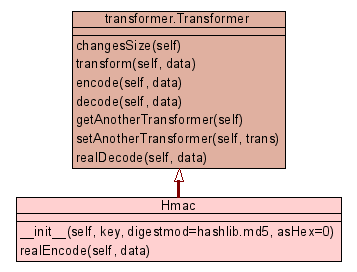 transformer.Transformer
changesSize(self)
transform(self, data)
encode(self, data)
decode(self, data)
getAnotherTransformer(self)
setAnotherTransformer(self, trans)
realDecode(self, data)
Hmac
__init__(self, key, digestmod=hashlib.md5, asHex=0)
realEncode(self, data)